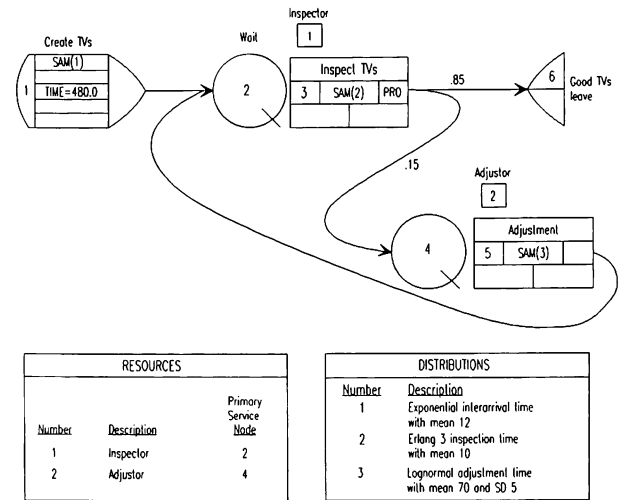 Inspector
1
Create TVs
Wait
SAM(1)
1
TIME=480.0
2
Inspect TVs
3 SAM(2) PRO
.85
6
Good TVs
leave
.15
Adjustor
2
4
Adjustment
5 SAM(3)
RESOURCES
Primary
Service
Number Description Node
1 Inspector 2
2 Adjustor 4
DISTRIBUTIONS
Number Description
1 Exponential interarrival time
with mean 12
2 Erlang 3 inspection time
with mean 10
3 Lognormal adjustment time
with mean 70 and SD 5